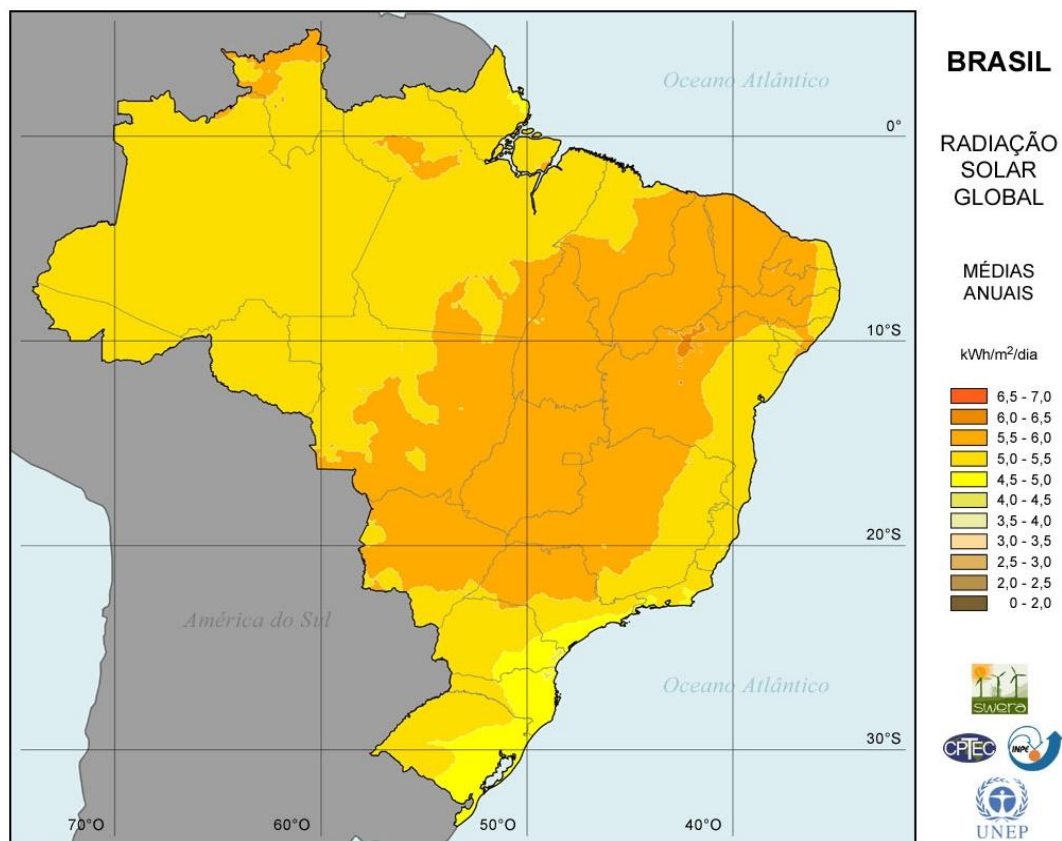 BRASIL
RADIAÇÃO
SOLAR
GLOBAL
MÉDIAS
ANUAIS
kWh/m²/dia
6,5 - 7,0
6,0 - 6,5
5,5 - 6,0
5,0 - 5,5
4,5 - 5,0
4,0 - 4,5
3,5 - 4,0
3,0 - 3,5
2,5 - 3,0
2,0 - 2,5
0 - 2,0
Oceano Atlântico
0°
10°S
20°S
América do Sul
Oceano Atlântico
30°S
70°O 60°O 50°O 40°O
swera
CPTEC INPE
UNEP